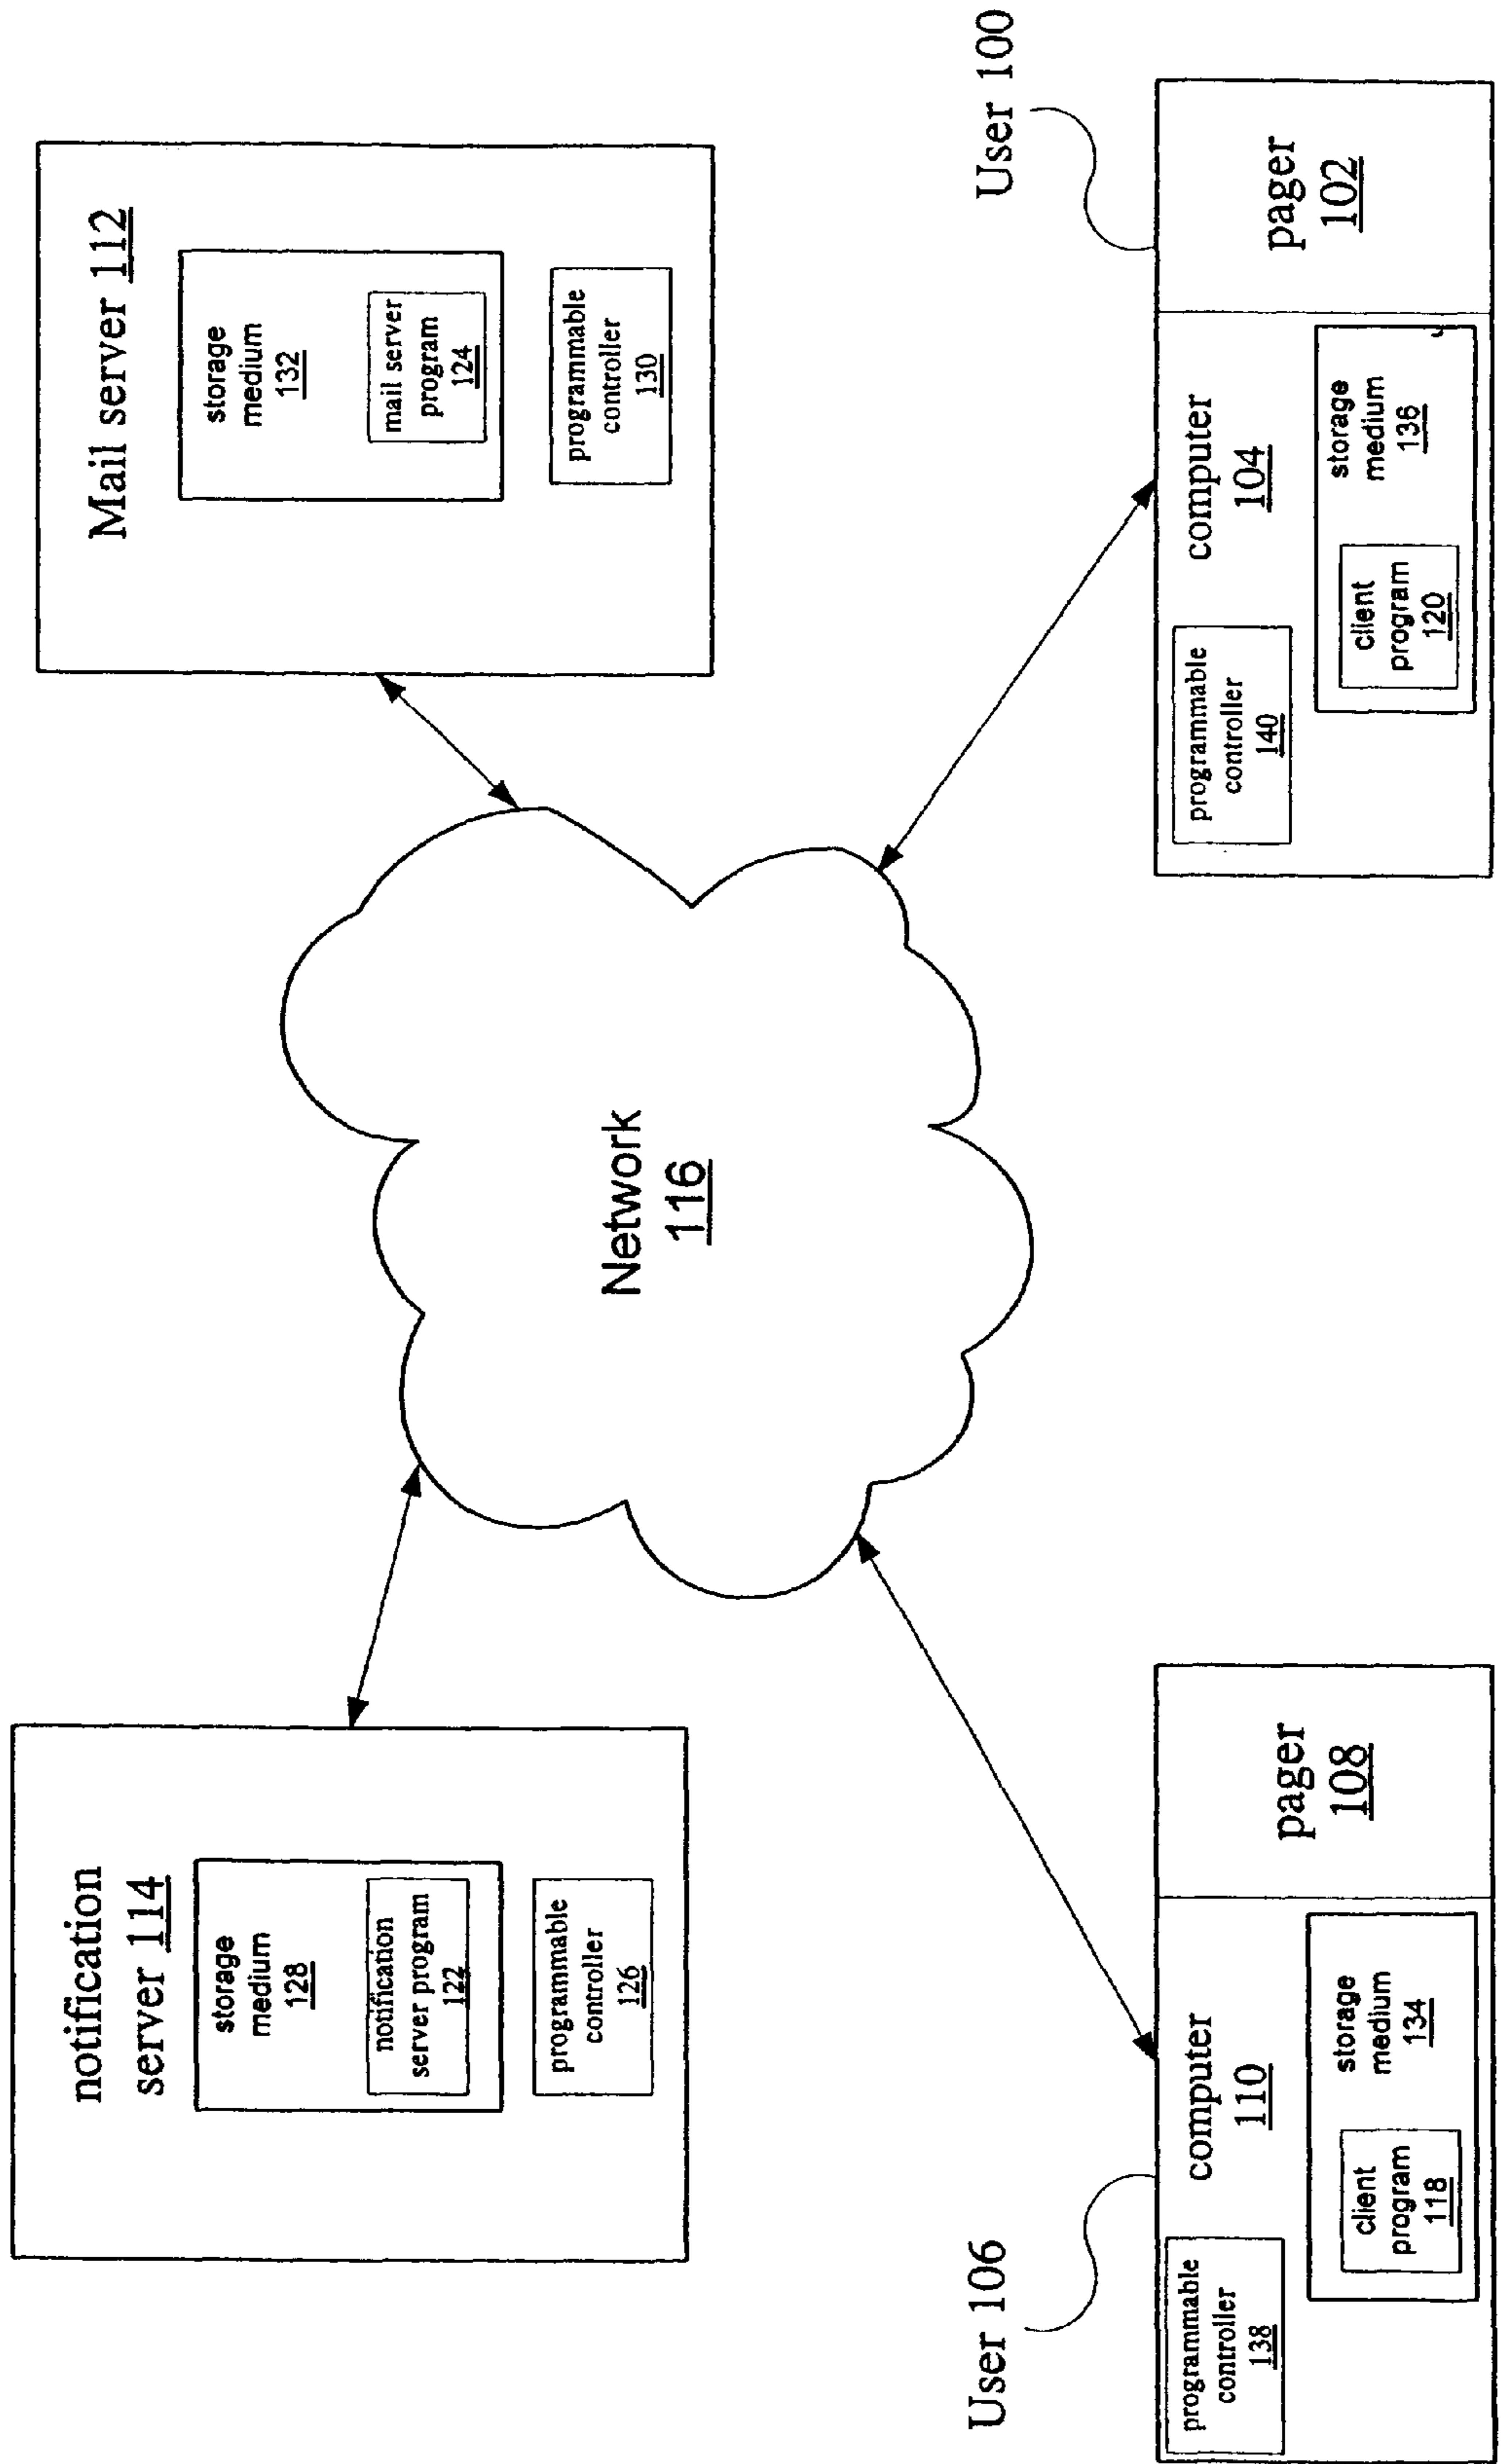 notification
server 114
storage
medium
128
notification
server program
122
programmable
controller
126
Mail server 112
storage
medium
132
mail server
program
124
programmable
controller
130
Network
116
User 106
programmable
controller
138
computer
110
client
program
118
storage
medium
134
pager
108
User 100
programmable
controller
140
computer
104
client
program
120
storage
medium
136
pager
102